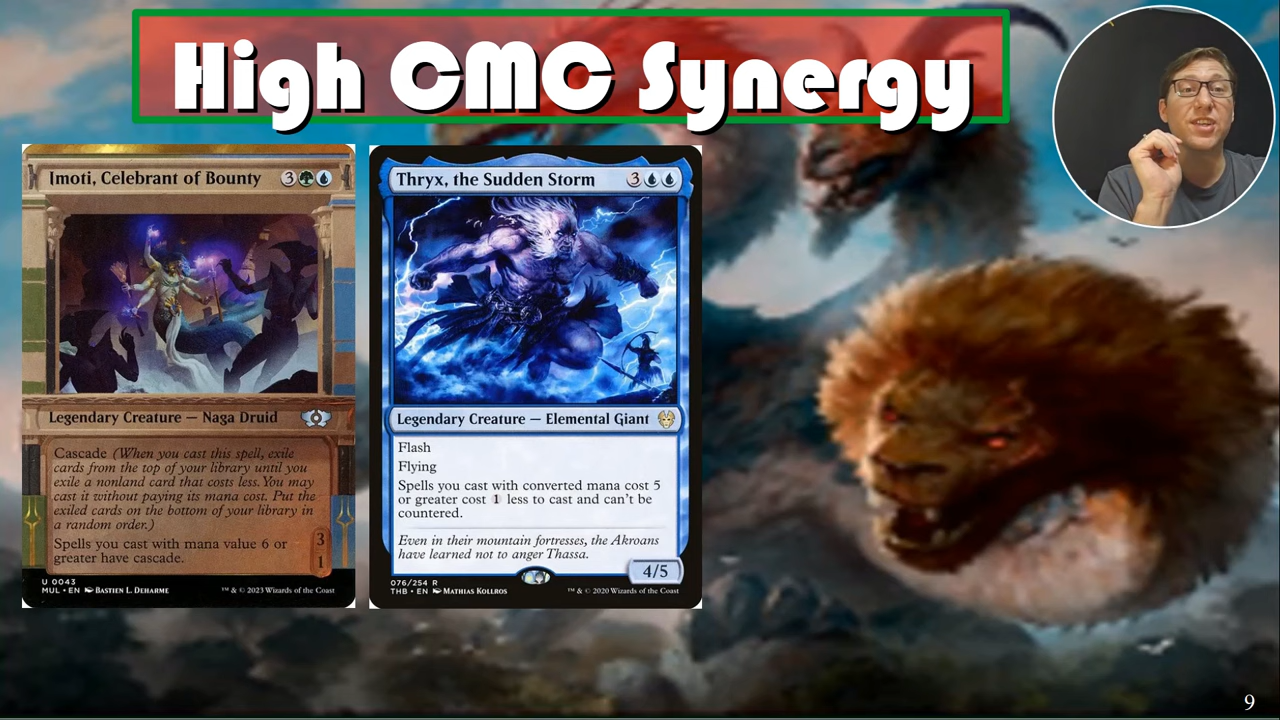 High CMC Synergy
Imoti, Celebrant of Bounty 3
Legendary Creature — Naga Druid
Cascade (When you cast this spell, exile
cards from the top of your library until you
exile a nonland card that costs less. You may
cast it without paying its mana cost. Put the
exiled cards on the bottom of your library in
a random order.)
Spells you cast with mana value 6 or
greater have cascade.
3
1
U 0043
MUL • EN Bastien L. Deharme
™ & © 2023 Wizards of the Coast
Thryx, the Sudden Storm 3
Legendary Creature — Elemental Giant
Flash
Flying
Spells you cast with converted mana cost 5
or greater cost 1 less to cast and can't be
countered.
Even in their mountain fortresses, the Akroans
have learned not to anger Thassa.
4/5
076/254 R
THB • EN Mathias Kollros
™ & © 2020 Wizards of the Coast
9